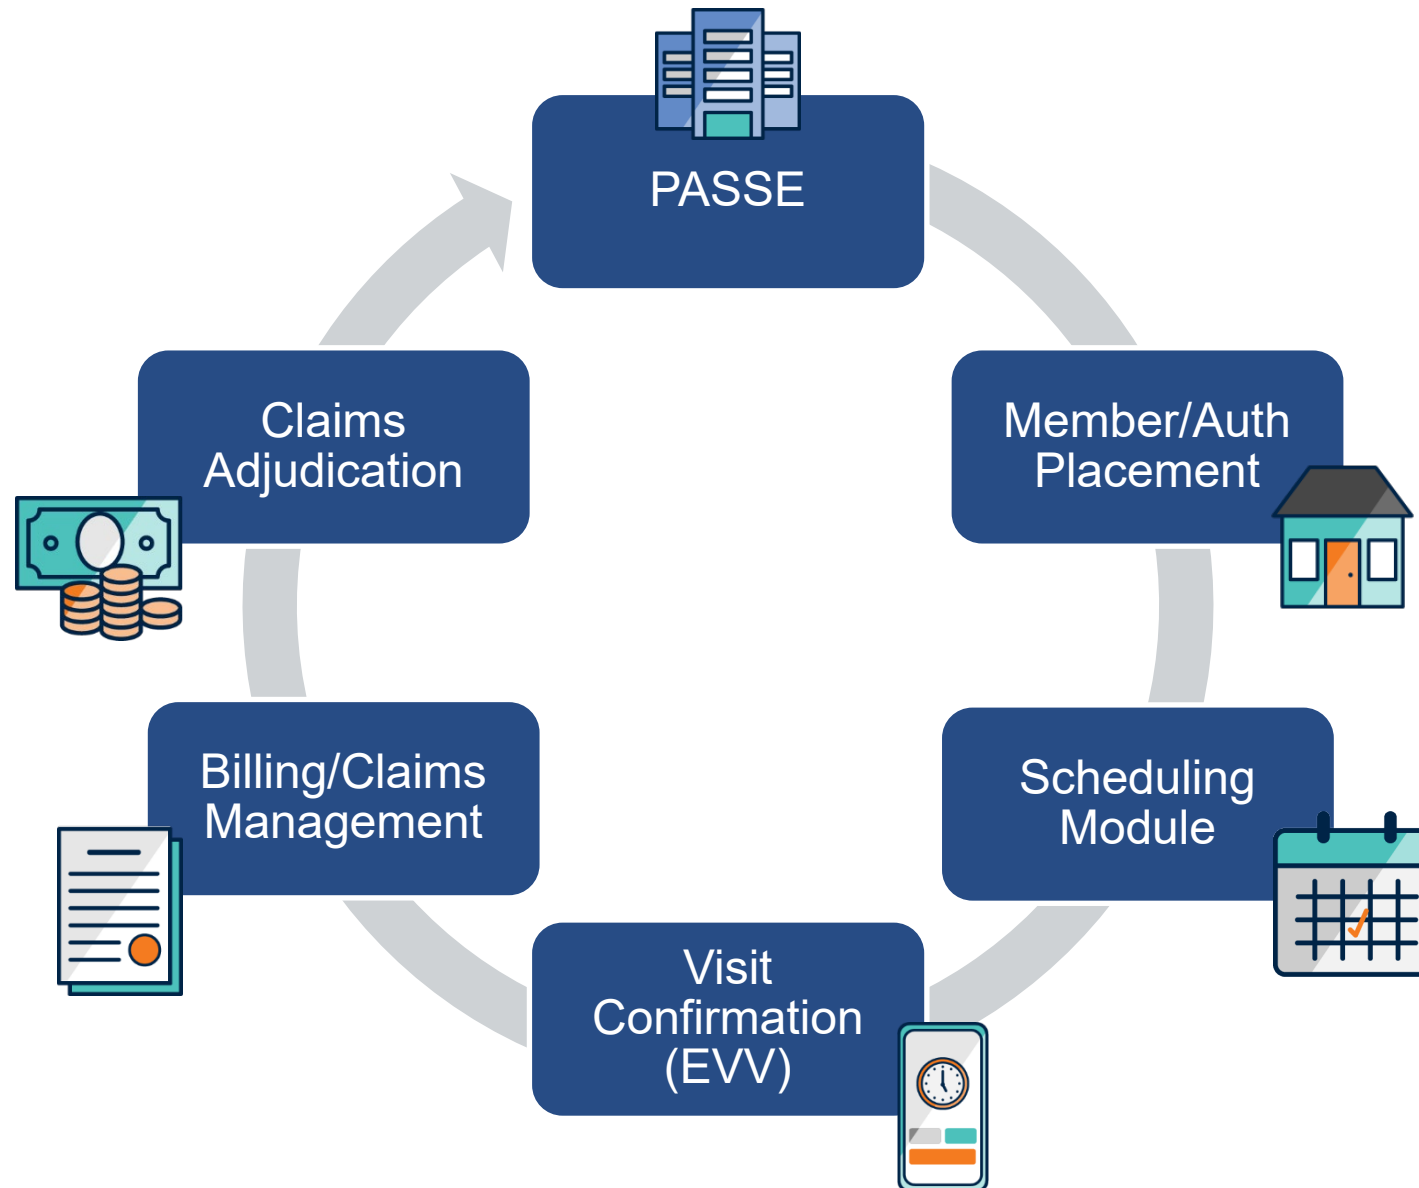 PASSE
Member/Auth
Placement
Scheduling
Module
Visit
Confirmation
(EVV)
Billing/Claims
Management
Claims
Adjudication